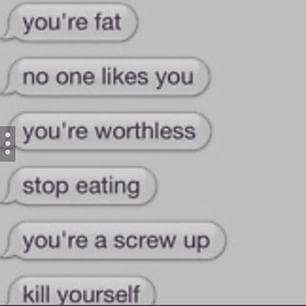 you're fat
no one likes you
you're worthless
stop eating
you're a screw up
kill yourself